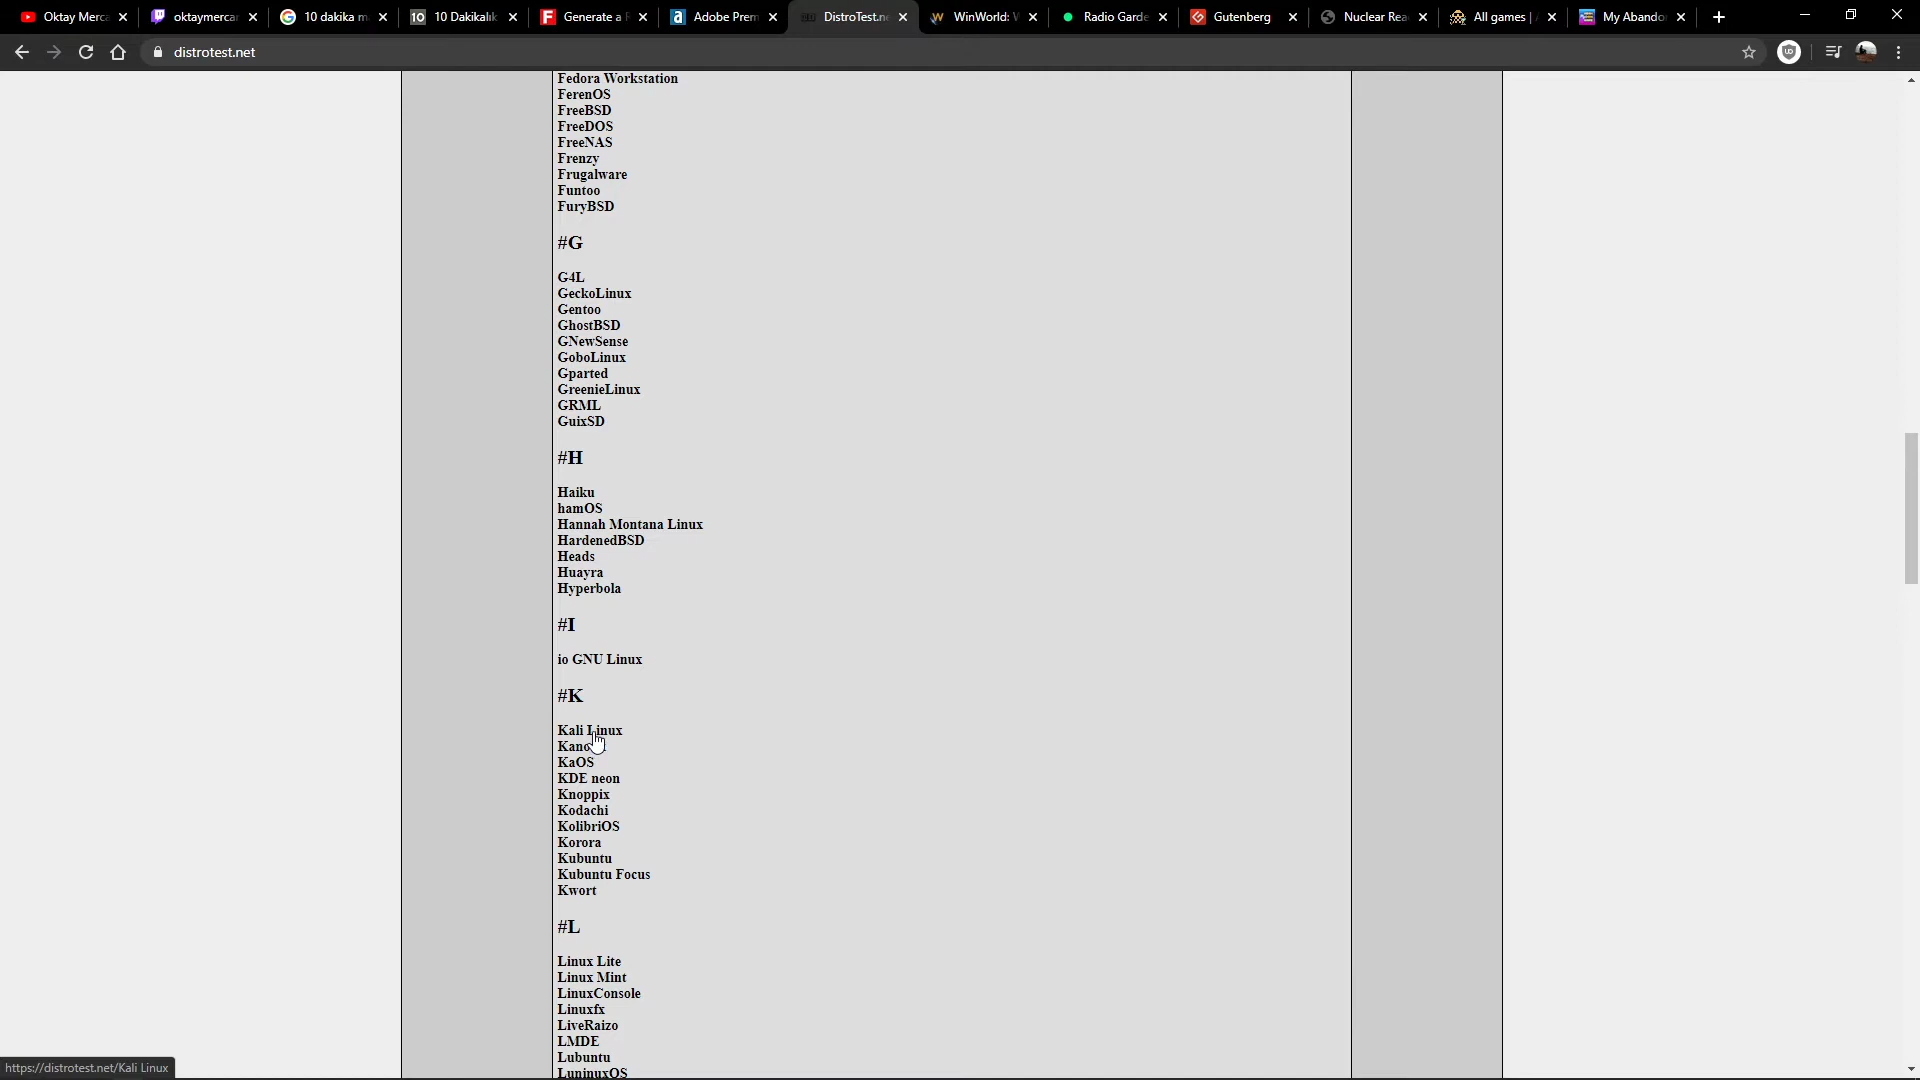 Oktay Merca
oktaymercar
10 dakika m
10 Dakikalık
Generate a F
Adobe Prem
DistroTest.ne
WinWorld: W
Radio Garde
Gutenberg
Nuclear Rea
All games |
My Abando
distrotest.net
Fedora Workstation
FerenOS
FreeBSD
FreeDOS
FreeNAS
Frenzy
Frugalware
Funtoo
FuryBSD
#G
G4L
GeckoLinux
Gentoo
GhostBSD
GNewSense
GoboLinux
Gparted
GreenieLinux
GRML
GuixSD
#H
Haiku
hamOS
Hannah Montana Linux
HardenedBSD
Heads
Huayra
Hyperbola
#I
io GNU Linux
#K
Kali Linux
KaOS
KDE neon
Knoppix
Kodachi
KolibriOS
Korora
Kubuntu
Kubuntu Focus
Kwort
#L
Linux Lite
Linux Mint
LinuxConsole
Linuxfx
LiveRaizo
LMDE
Lubuntu
LuninuxOS
https://distrotest.net/Kali Linux